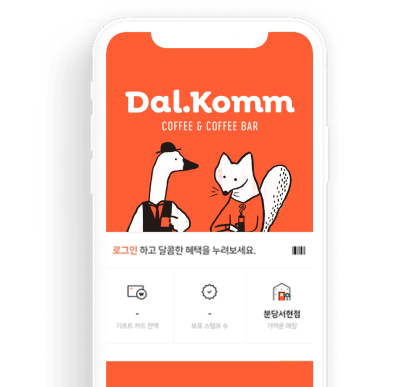 Dal.Komm
COFFEE & COFFEE BAR
로그인 하고 달콤한 혜택을 누려보세요.
-
기프트 카드 잔액
-
보유 스탬프 수
분당서현점
가까운 매장